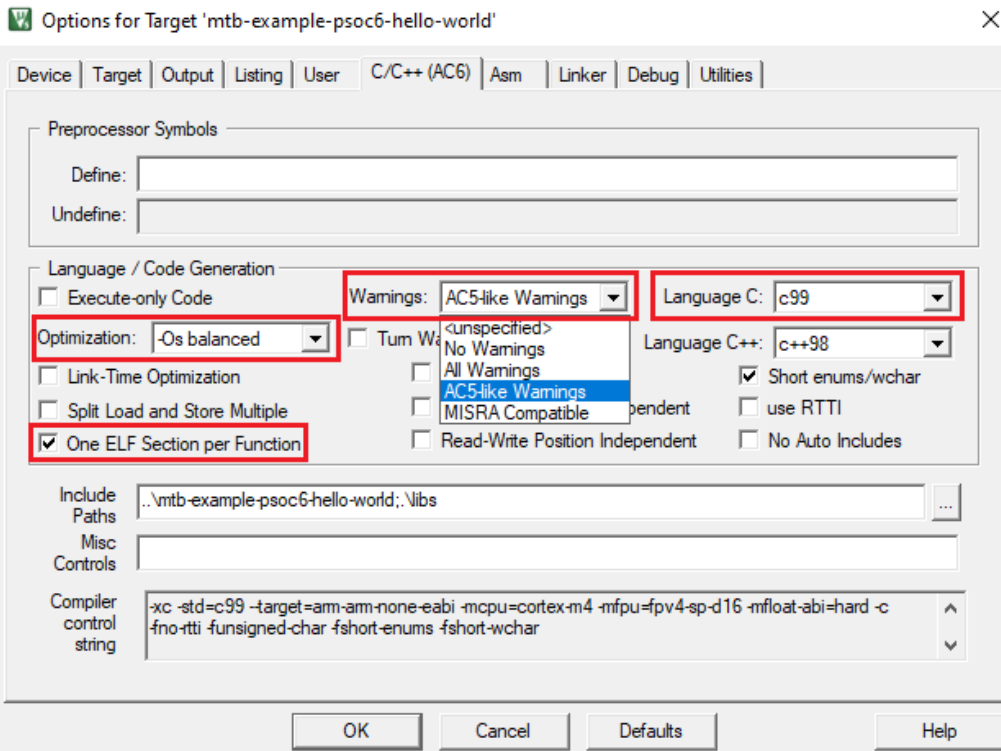 Options for Target 'mtb-example-psoc6-hello-world'
Device Target Output Listing User C/C++ (AC6) Asm Linker Debug Utilities
Preprocessor Symbols
Define:
Undefine:
Language / Code Generation
Execute-only Code Warnings: AC5-like Warnings Language C: c99
<unspecified>
Optimization: -Os balanced Turn Wa No Warnings Language C++: c++98
All Warnings
Link-Time Optimization Short enums/wchar
AC5-like Warnings
Split Load and Store Multiple MISRA Compatible pendent use RTTI
One ELF Section per Function Read-Write Position Independent No Auto Includes
Include Paths ..\mtb-example-psoc6-hello-world;.\libs ...
Misc Controls
Compiler control string
-xc -std=c99 --target=arm-arm-none-eabi -mcpu=cortex-m4 -mfpu=fpv4-sp-d16 -mfloat-abi=hard -c
-fno-rtti -funsigned-char -fshort-enums -fshort-wchar
OK Cancel Defaults Help